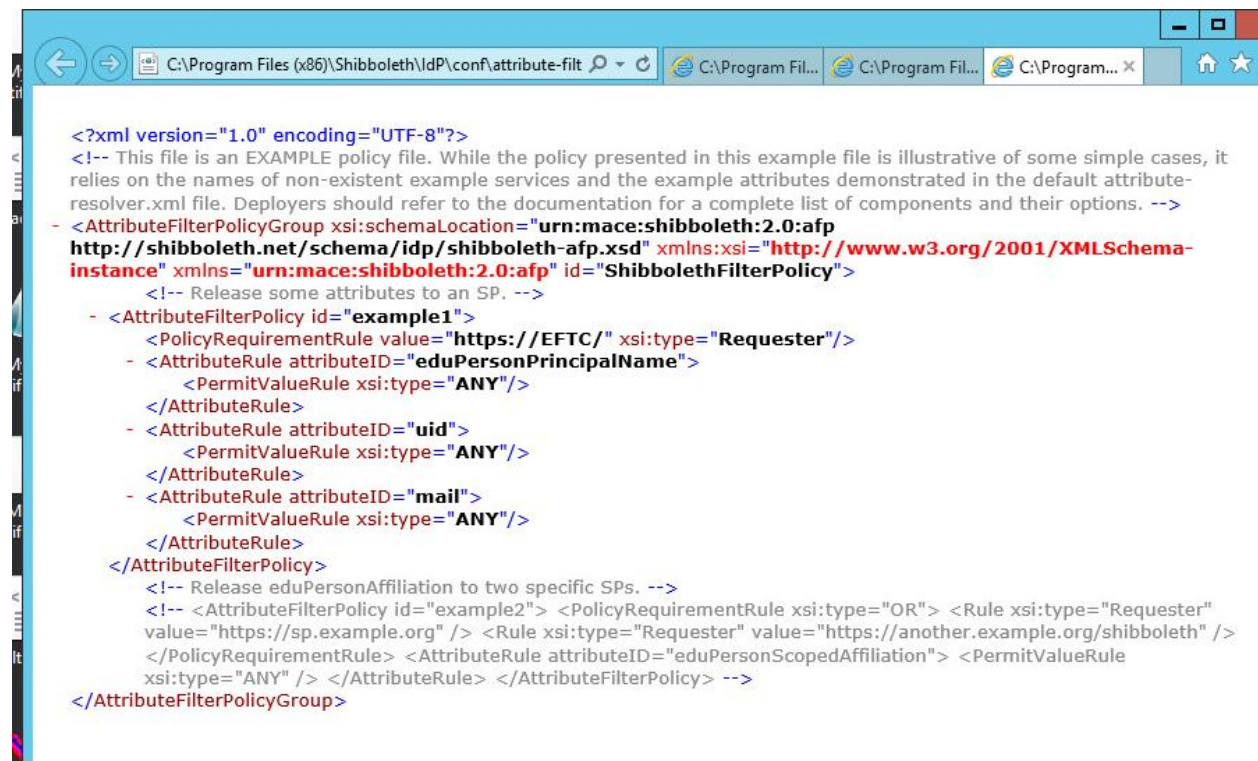 C:\Program Files (x86)\Shibboleth\IdP\conf\attribute-filt
C:\Program Fil...
C:\Program Fil...
C:\Program...
<?xml version="1.0" encoding="UTF-8"?>
<!-- This file is an EXAMPLE policy file. While the policy presented in this example file is illustrative of some simple cases, it
relies on the names of non-existent example services and the example attributes demonstrated in the default attribute-
resolver.xml file. Deployers should refer to the documentation for a complete list of components and their options. -->
- <AttributeFilterPolicyGroup xsi:schemaLocation="urn:mace:shibboleth:2.0:afp
http://shibboleth.net/schema/idp/shibboleth-afp.xsd" xmlns:xsi="http://www.w3.org/2001/XMLSchema-
instance" xmlns="urn:mace:shibboleth:2.0:afp" id="ShibbolethFilterPolicy">
<!-- Release some attributes to an SP. -->
- <AttributeFilterPolicy id="example1">
<PolicyRequirementRule value="https://EFTC/" xsi:type="Requester"/>
- <AttributeRule attributeID="eduPersonPrincipalName">
<PermitValueRule xsi:type="ANY"/>
</AttributeRule>
- <AttributeRule attributeID="uid">
<PermitValueRule xsi:type="ANY"/>
</AttributeRule>
- <AttributeRule attributeID="mail">
<PermitValueRule xsi:type="ANY"/>
</AttributeRule>
</AttributeFilterPolicy>
<!-- Release eduPersonAffiliation to two specific SPs. -->
<!-- <AttributeFilterPolicy id="example2"> <PolicyRequirementRule xsi:type="OR"> <Rule xsi:type="Requester"
value="https://sp.example.org" /> <Rule xsi:type="Requester" value="https://another.example.org/shibboleth" />
</PolicyRequirementRule> <AttributeRule attributeID="eduPersonScopedAffiliation"> <PermitValueRule
xsi:type="ANY" /> </AttributeRule> </AttributeFilterPolicy> -->
</AttributeFilterPolicyGroup>